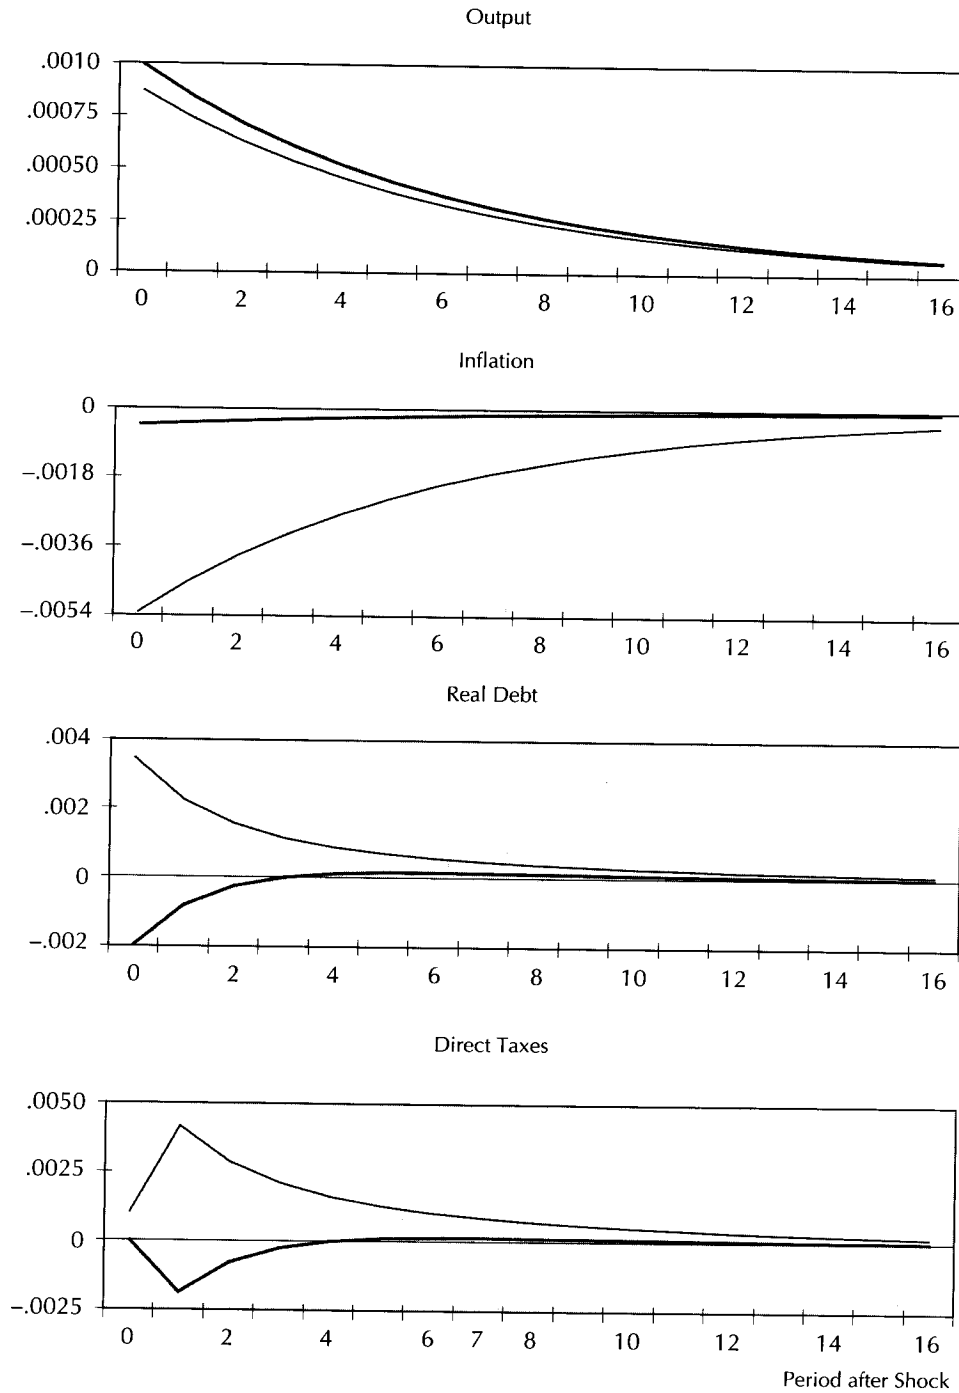 Output
.0010
.00075
.00050
.00025
0
0 2 4 6 8 10 12 14 16
Inflation
0
–.0018
–.0036
–.0054
0 2 4 6 8 10 12 14 16
Real Debt
.004
.002
0
–.002
0 2 4 6 8 10 12 14 16
Direct Taxes
.0050
.0025
0
–.0025
0 2 4 6 7 8 10 12 14 16
Period after Shock